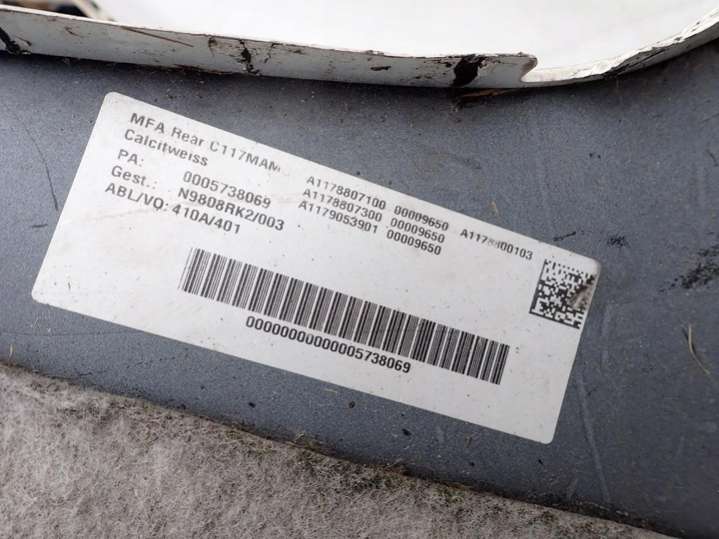 MFA Rear C117MAM
Calcitweiss
PA: 0005738069
Gest.: N9808RK2/003
ABL/VO: 410A/401
A1178807100 00009650
A1178807300 00009650
A1179053901 00009650
00000000000005738069